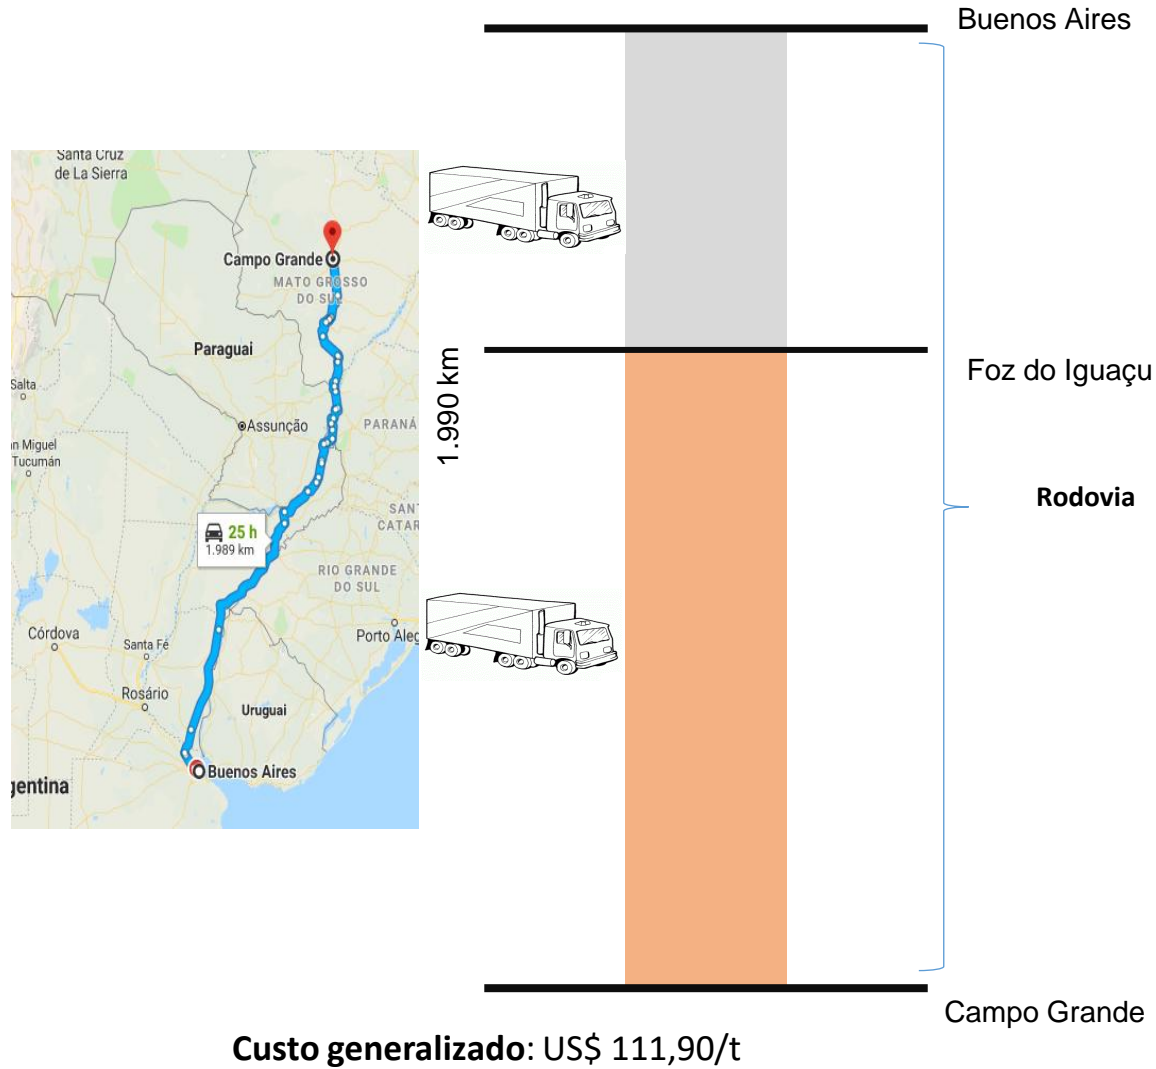 Buenos Aires
Santa Cruz
de La Sierra
Campo Grande
MATO GROSSO
DO SUL
Paraguai
Salta
Assunção
PARANÁ
n Miguel
Tucumán
SANT
CATAR
25 h
1.989 km
RIO GRANDE
DO SUL
Córdova
Santa Fé
Porto Aleg
Rosário
Uruguai
Buenos Aires
gentina
1.990 km
Foz do Iguaçu
Rodovia
Campo Grande
Custo generalizado: US$ 111,90/t